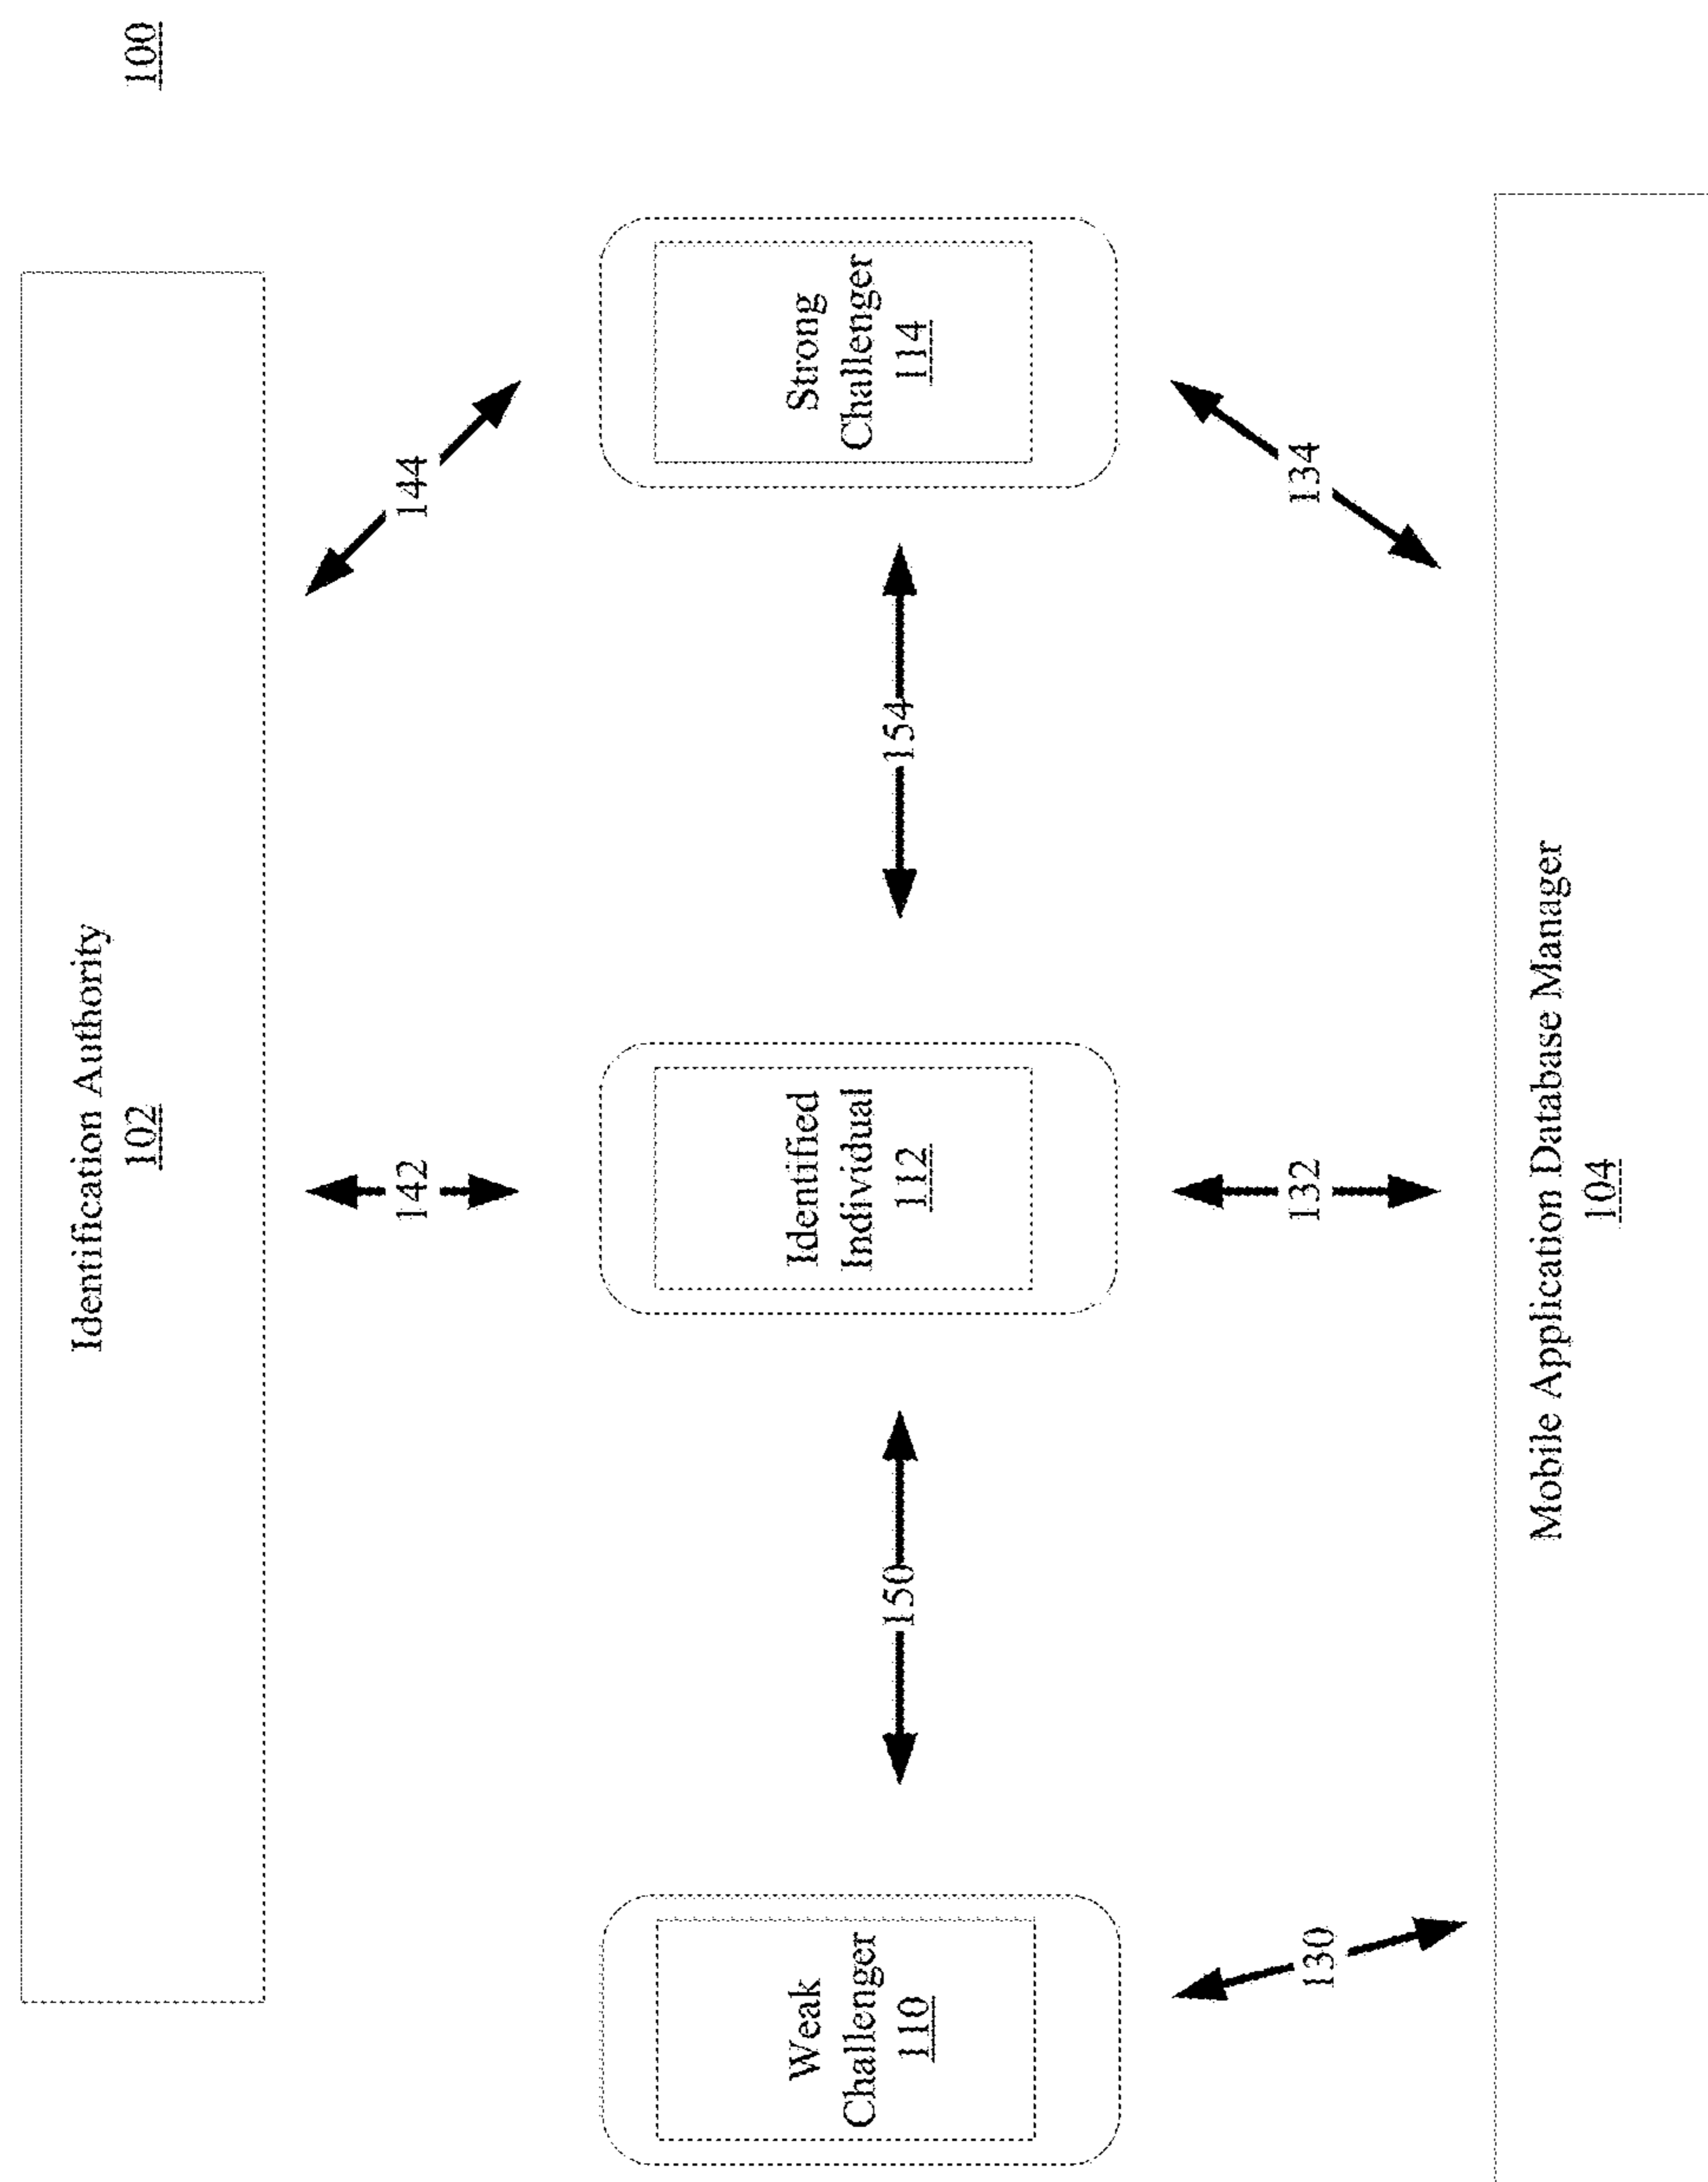 100
Identification Authority
102
142
144
Weak
Challenger
110
150
Identified
Individual
112
154
Strong
Challenger
114
130
132
134
Mobile Application Database Manager
104